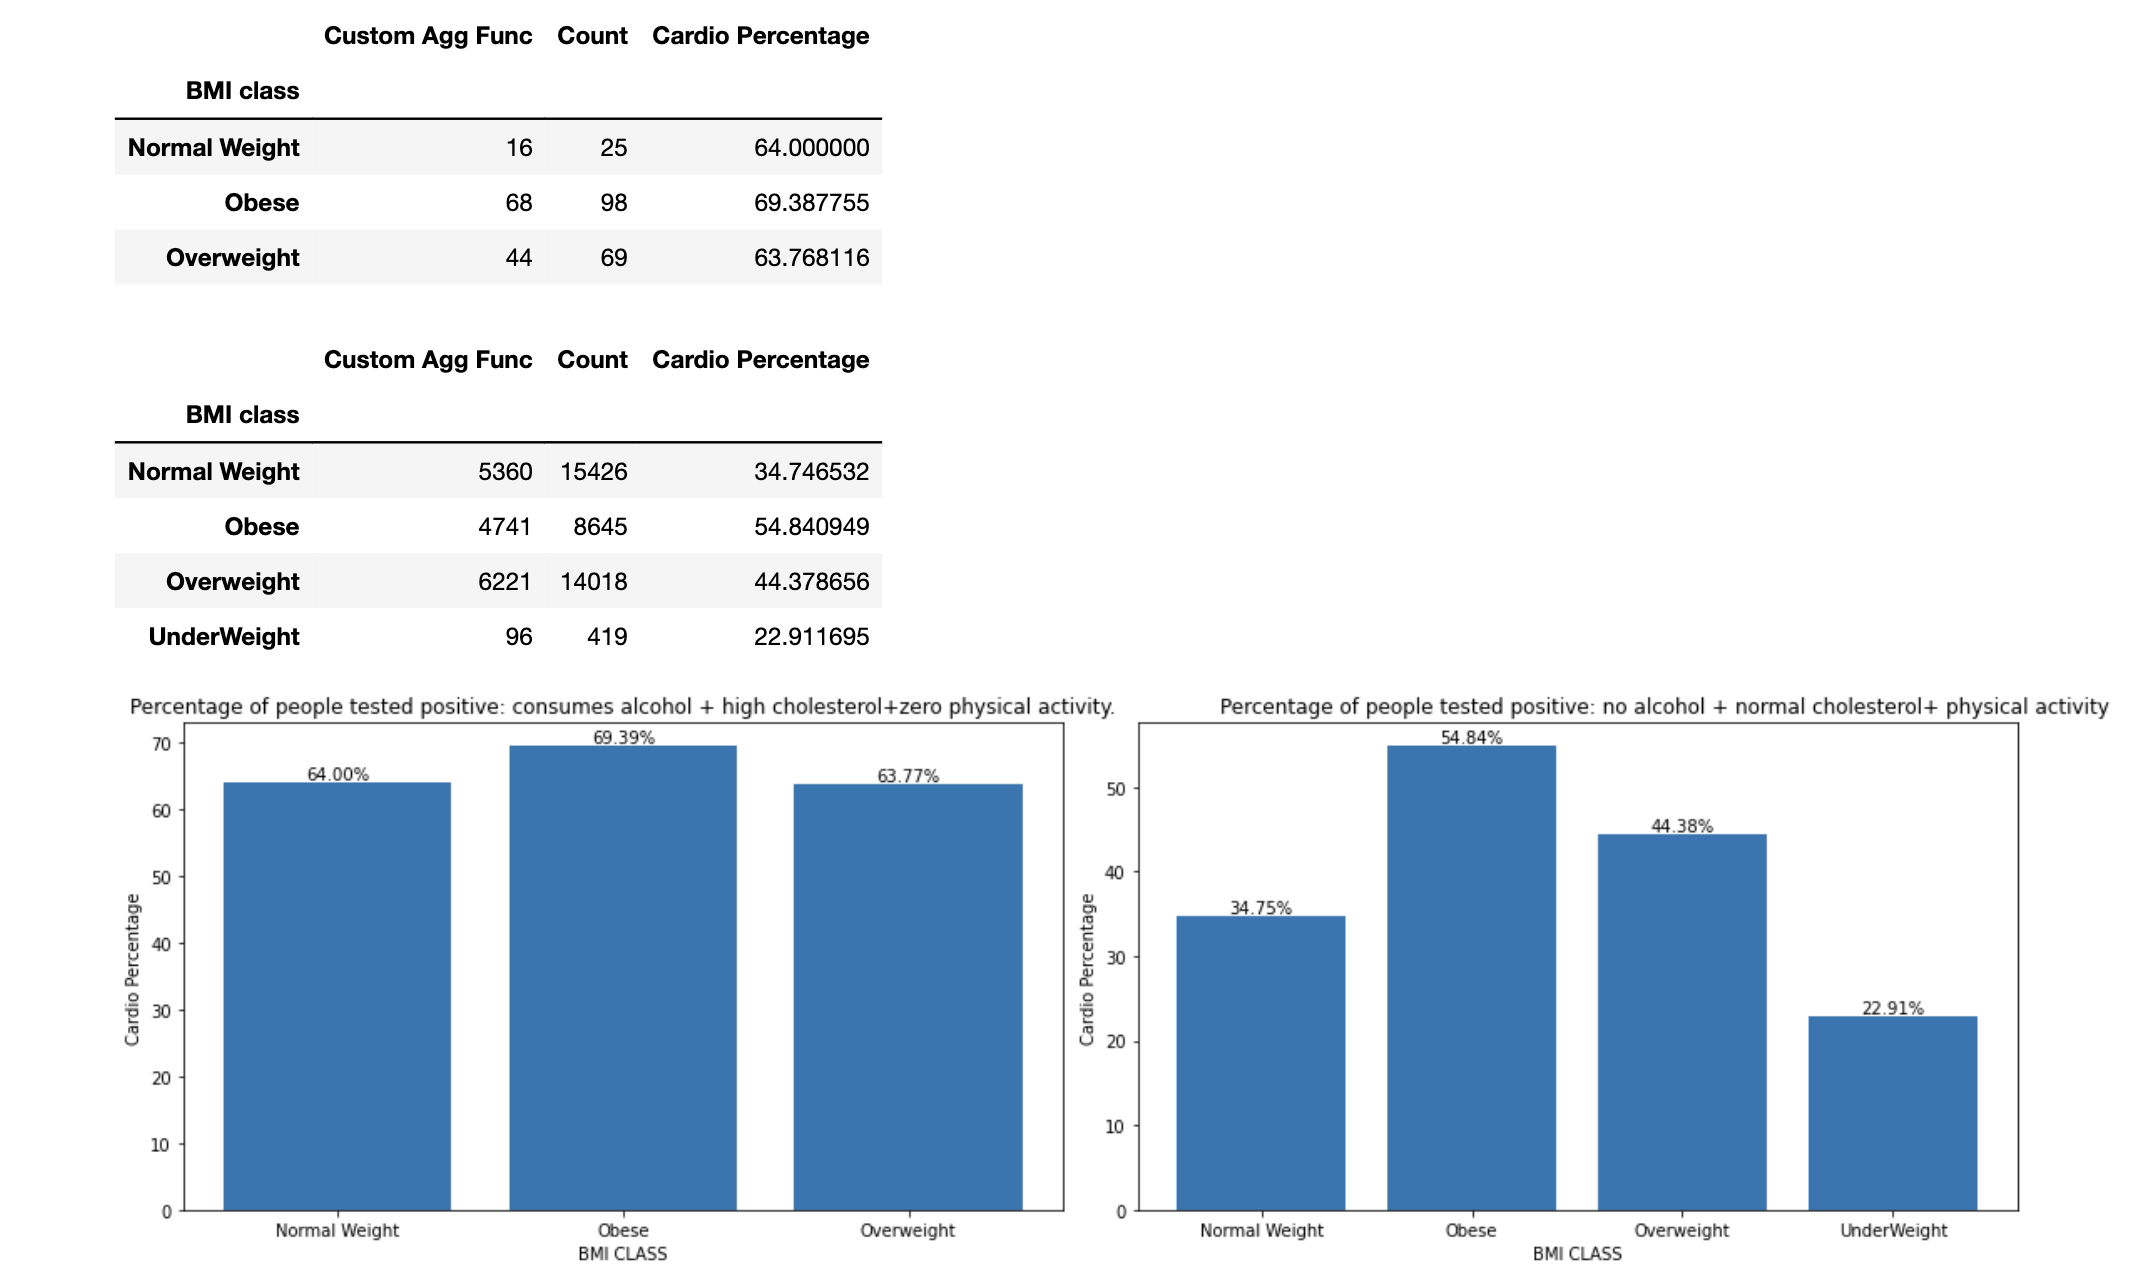 Custom Agg Func Count Cardio Percentage
BMI class
Normal Weight 16 25 64.000000
Obese 68 98 69.387755
Overweight 44 69 63.768116
Custom Agg Func Count Cardio Percentage
BMI class
Normal Weight 5360 15426 34.746532
Obese 4741 8645 54.840949
Overweight 6221 14018 44.378656
UnderWeight 96 419 22.911695
Percentage of people tested positive: consumes alcohol + high cholesterol+zero physical activity.
70
60
50
40
30
20
10
0
Cardio Percentage
64.00%
69.39%
63.77%
Normal Weight Obese Overweight
BMI CLASS
Percentage of people tested positive: no alcohol + normal cholesterol+ physical activity
50
40
30
20
10
0
Cardio Percentage
34.75%
54.84%
44.38%
22.91%
Normal Weight Obese Overweight UnderWeight
BMI CLASS